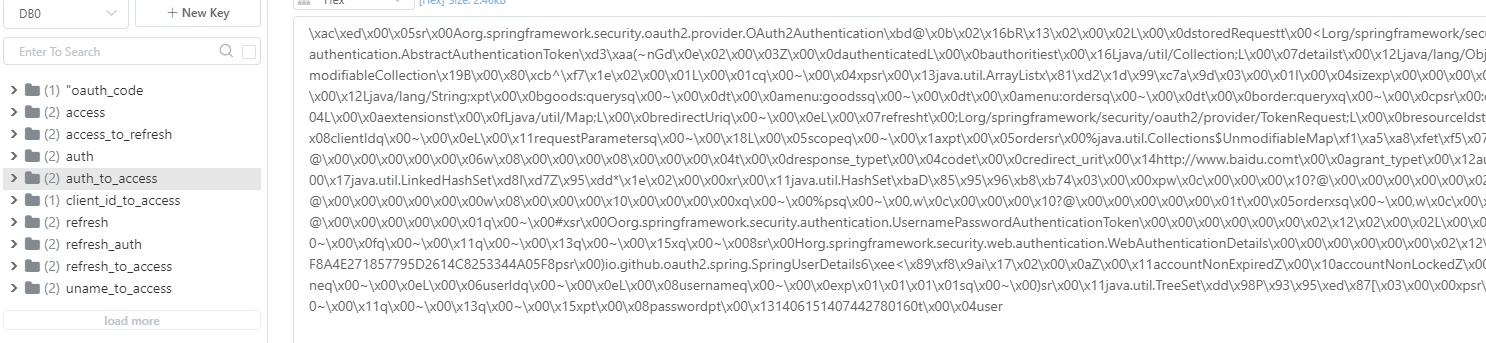 DB0
+ New Key
Enter To Search
(1) "oauth_code
(2) access
(2) access_to_refresh
(2) auth
(2) auth_to_access
(1) client_id_to_access
(2) refresh
(2) refresh_auth
(2) refresh_to_access
(2) uname_to_access
load more
Hex
[Hex] Size: 2.46kb
\xac\xed\x00\x05sr\x00Aorg.springframework.security.oauth2.provider.OAuth2Authentication\xbd@\x0b\x02\x16bR\x13\x02\x00\x02L\x00\x0dstoredRequestt\x00<Lorg/springframework/sec
authentication.AbstractAuthenticationToken\xd3\xaa(~nGd\x0e\x02\x00\x03Z\x00\x0dauthenticatedL\x00\x0bauthoritiest\x00\x16Ljava/util/Collection;L\x00\x07detailst\x00\x12Ljava/lang/Obj
modifiableCollection\x19B\x00\x80\xcb^\xf7\x1e\x02\x00\x01L\x00\x01cq\x00~\x00\x04xpsr\x00\x13java.util.ArrayListx\x81\xd2\x1d\x99\xc7a\x9d\x03\x00\x01I\x00\x04sizexp\x00\x00\x00\x0
\x00\x12Ljava/lang/String;xpt\x00\x0bgoods:querysq\x00~\x00\x0dt\x00\x0amenu:goodssq\x00~\x00\x0dt\x00\x0amenu:ordersq\x00~\x00\x0dt\x00\x0border:queryxq\x00~\x00\x0cpsr\x00:
04L\x00\x0aextensionst\x00\x0fLjava/util/Map;L\x00\x0bredirectUriq\x00~\x00\x0eL\x00\x07refresht\x00;Lorg/springframework/security/oauth2/provider/TokenRequest;L\x00\x0bresourceIdst
x08clientIdq\x00~\x00\x0eL\x00\x11requestParametersq\x00~\x00\x18L\x00\x05scopeq\x00~\x00\x1axpt\x00\x05ordersr\x00%java.util.Collections$UnmodifiableMap\xf1\xa5\xa8\xfet\xf5\x07
@\x00\x00\x00\x00\x00\x06w\x08\x00\x00\x00\x08\x00\x00\x00\x04t\x00\x0dresponse_typet\x00\x04codet\x00\x0credirect_urit\x00\x14http://www.baidu.comt\x00\x0agrant_typet\x00\x12au
00\x17java.util.LinkedHashSet\xd8l\xd7Z\x95\xdd*\x1e\x02\x00\x00xr\x00\x11java.util.HashSet\xbaD\x85\x95\x96\xb8\xb74\x03\x00\x00xpw\x0c\x00\x00\x00\x10?@\x00\x00\x00\x00\x00\x02
@\x00\x00\x00\x00\x00\x00w\x08\x00\x00\x00\x10\x00\x00\x00\x00xq\x00~\x00%psq\x00~\x00,w\x0c\x00\x00\x00\x10?@\x00\x00\x00\x00\x00\x01t\x00\x05orderxsq\x00~\x00,w\x0c\x00\
@\x00\x00\x00\x00\x00\x01q\x00~\x00#xsr\x00Oorg.springframework.security.authentication.UsernamePasswordAuthenticationToken\x00\x00\x00\x00\x00\x00\x02\x12\x02\x00\x02L\x00\x0
0~\x00\x0fq\x00~\x00\x11q\x00~\x00\x13q\x00~\x00\x15xq\x00~\x008sr\x00Horg.springframework.security.web.authentication.WebAuthenticationDetails\x00\x00\x00\x00\x00\x00\x02\x12\
F8A4E271857795D2614C8253344A05F8psr\x00)io.github.oauth2.spring.SpringUserDetails6\xee<\x89\xf8\x9ai\x17\x02\x00\x0aZ\x00\x11accountNonExpiredZ\x00\x10accountNonLockedZ\x00
neq\x00~\x00\x0eL\x00\x06userIdq\x00~\x00\x0eL\x00\x08usernameq\x00~\x00\x0exp\x01\x01\x01\x01sq\x00~\x00)sr\x00\x11java.util.TreeSet\xdd\x98P\x93\x95\xed\x87[\x03\x00\x00xpsr\
0~\x00\x11q\x00~\x00\x13q\x00~\x00\x15xpt\x00\x08passwordpt\x00\x131406151407442780160t\x00\x04user